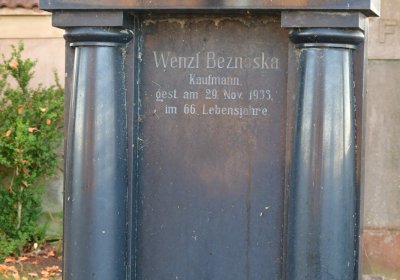 Wenzl Beznoska
Kaufmann,
gest. am 29. Nov. 1933,
im 66. Lebensjahre.